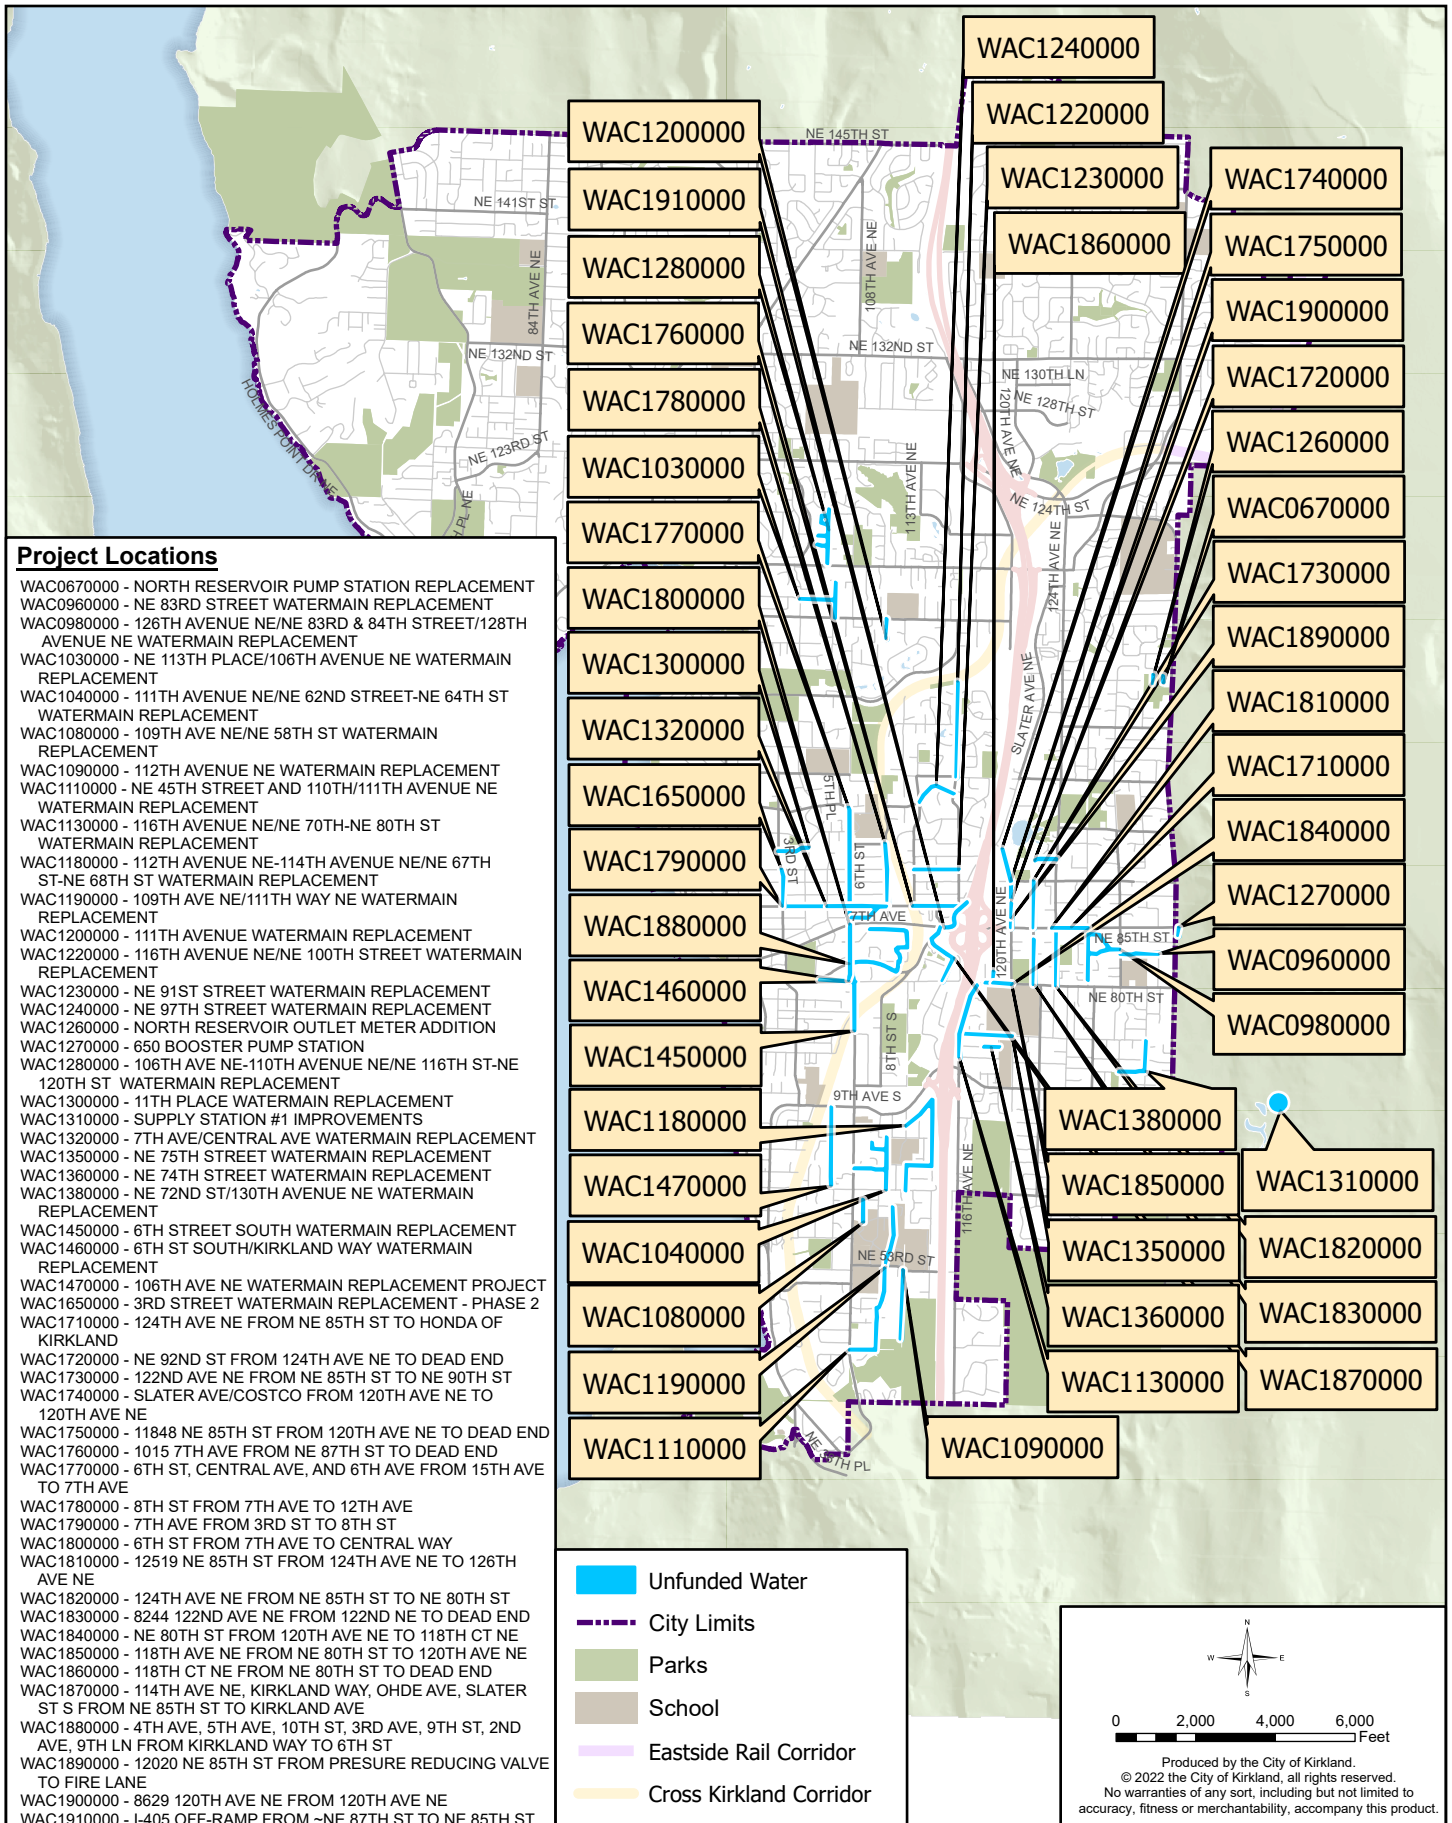 WAC1240000
WAC1220000
WAC1230000
WAC1860000
WAC1200000
WAC1910000
WAC1280000
WAC1760000
WAC1780000
WAC1030000
WAC1770000
WAC1800000
WAC1300000
WAC1320000
WAC1650000
WAC1790000
WAC1880000
WAC1460000
WAC1450000
WAC1180000
WAC1470000
WAC1040000
WAC1080000
WAC1190000
WAC1110000
WAC1740000
WAC1750000
WAC1900000
WAC1720000
WAC1260000
WAC0670000
WAC1730000
WAC1890000
WAC1810000
WAC1710000
WAC1840000
WAC1270000
WAC0960000
WAC0980000
WAC1380000
WAC1850000
WAC1350000
WAC1360000
WAC1130000
WAC1310000
WAC1820000
WAC1830000
WAC1870000
WAC1090000
NE 145TH ST
NE 141ST ST
84TH AVE NE
108TH AVE NE
NE 132ND ST
NE 132ND ST
NE 130TH LN
NE 128TH ST
120TH AVE NE
HOLMES POINT DR NE
NE 123RD ST
PL NE
113TH AVE NE
NE 124TH ST
124TH AVE NE
SLATER AVE NE
5TH PL
3RD ST
6TH ST
7TH AVE
120TH AVE NE
NE 85TH ST
NE 80TH ST
8TH ST S
9TH AVE S
116TH AVE NE
NE 53RD ST
NE 38TH PL
Project Locations
WAC0670000 - NORTH RESERVOIR PUMP STATION REPLACEMENT
WAC0960000 - NE 83RD STREET WATERMAIN REPLACEMENT
WAC0980000 - 126TH AVENUE NE/NE 83RD & 84TH STREET/128TH
AVENUE NE WATERMAIN REPLACEMENT
WAC1030000 - NE 113TH PLACE/106TH AVENUE NE WATERMAIN
REPLACEMENT
WAC1040000 - 111TH AVENUE NE/NE 62ND STREET-NE 64TH ST
WATERMAIN REPLACEMENT
WAC1080000 - 109TH AVE NE/NE 58TH ST WATERMAIN
REPLACEMENT
WAC1090000 - 112TH AVENUE NE WATERMAIN REPLACEMENT
WAC1110000 - NE 45TH STREET AND 110TH/111TH AVENUE NE
WATERMAIN REPLACEMENT
WAC1130000 - 116TH AVENUE NE/NE 70TH-NE 80TH ST
WATERMAIN REPLACEMENT
WAC1180000 - 112TH AVENUE NE-114TH AVENUE NE/NE 67TH
ST-NE 68TH ST WATERMAIN REPLACEMENT
WAC1190000 - 109TH AVE NE/111TH WAY NE WATERMAIN
REPLACEMENT
WAC1200000 - 111TH AVENUE WATERMAIN REPLACEMENT
WAC1220000 - 116TH AVENUE NE/NE 100TH STREET WATERMAIN
REPLACEMENT
WAC1230000 - NE 91ST STREET WATERMAIN REPLACEMENT
WAC1240000 - NE 97TH STREET WATERMAIN REPLACEMENT
WAC1260000 - NORTH RESERVOIR OUTLET METER ADDITION
WAC1270000 - 650 BOOSTER PUMP STATION
WAC1280000 - 106TH AVE NE-110TH AVENUE NE/NE 116TH ST-NE
120TH ST WATERMAIN REPLACEMENT
WAC1300000 - 11TH PLACE WATERMAIN REPLACEMENT
WAC1310000 - SUPPLY STATION #1 IMPROVEMENTS
WAC1320000 - 7TH AVE/CENTRAL AVE WATERMAIN REPLACEMENT
WAC1350000 - NE 75TH STREET WATERMAIN REPLACEMENT
WAC1360000 - NE 74TH STREET WATERMAIN REPLACEMENT
WAC1380000 - NE 72ND ST/130TH AVENUE NE WATERMAIN
REPLACEMENT
WAC1450000 - 6TH STREET SOUTH WATERMAIN REPLACEMENT
WAC1460000 - 6TH ST SOUTH/KIRKLAND WAY WATERMAIN
REPLACEMENT
WAC1470000 - 106TH AVE NE WATERMAIN REPLACEMENT PROJECT
WAC1650000 - 3RD STREET WATERMAIN REPLACEMENT - PHASE 2
WAC1710000 - 124TH AVE NE FROM NE 85TH ST TO HONDA OF
KIRKLAND
WAC1720000 - NE 92ND ST FROM 124TH AVE NE TO DEAD END
WAC1730000 - 122ND AVE NE FROM NE 85TH ST TO NE 90TH ST
WAC1740000 - SLATER AVE/COSTCO FROM 120TH AVE NE TO
120TH AVE NE
WAC1750000 - 11848 NE 85TH ST FROM 120TH AVE NE TO DEAD END
WAC1760000 - 1015 7TH AVE FROM NE 87TH ST TO DEAD END
WAC1770000 - 6TH ST, CENTRAL AVE, AND 6TH AVE FROM 15TH AVE
TO 7TH AVE
WAC1780000 - 8TH ST FROM 7TH AVE TO 12TH AVE
WAC1790000 - 7TH AVE FROM 3RD ST TO 8TH ST
WAC1800000 - 6TH ST FROM 7TH AVE TO CENTRAL WAY
WAC1810000 - 12519 NE 85TH ST FROM 124TH AVE NE TO 126TH
AVE NE
WAC1820000 - 124TH AVE NE FROM NE 85TH ST TO NE 80TH ST
WAC1830000 - 8244 122ND AVE NE FROM 122ND NE TO DEAD END
WAC1840000 - NE 80TH ST FROM 120TH AVE NE TO 118TH CT NE
WAC1850000 - 118TH AVE NE FROM NE 80TH ST TO 120TH AVE NE
WAC1860000 - 118TH CT NE FROM NE 80TH ST TO DEAD END
WAC1870000 - 114TH AVE NE, KIRKLAND WAY, OHDE AVE, SLATER
ST S FROM NE 85TH ST TO KIRKLAND AVE
WAC1880000 - 4TH AVE, 5TH AVE, 10TH ST, 3RD AVE, 9TH ST, 2ND
AVE, 9TH LN FROM KIRKLAND WAY TO 6TH ST
WAC1890000 - 12020 NE 85TH ST FROM PRESURE REDUCING VALVE
TO FIRE LANE
WAC1900000 - 8629 120TH AVE NE FROM 120TH AVE NE
WAC1910000 - I-405 OFF-RAMP FROM ~NE 87TH ST TO NE 85TH ST
Unfunded Water
City Limits
Parks
School
Eastside Rail Corridor
Cross Kirkland Corridor
N
W E
S
0 2,000 4,000 6,000
Feet
Produced by the City of Kirkland.
© 2022 the City of Kirkland, all rights reserved.
No warranties of any sort, including but not limited to
accuracy, fitness or merchantability, accompany this product.